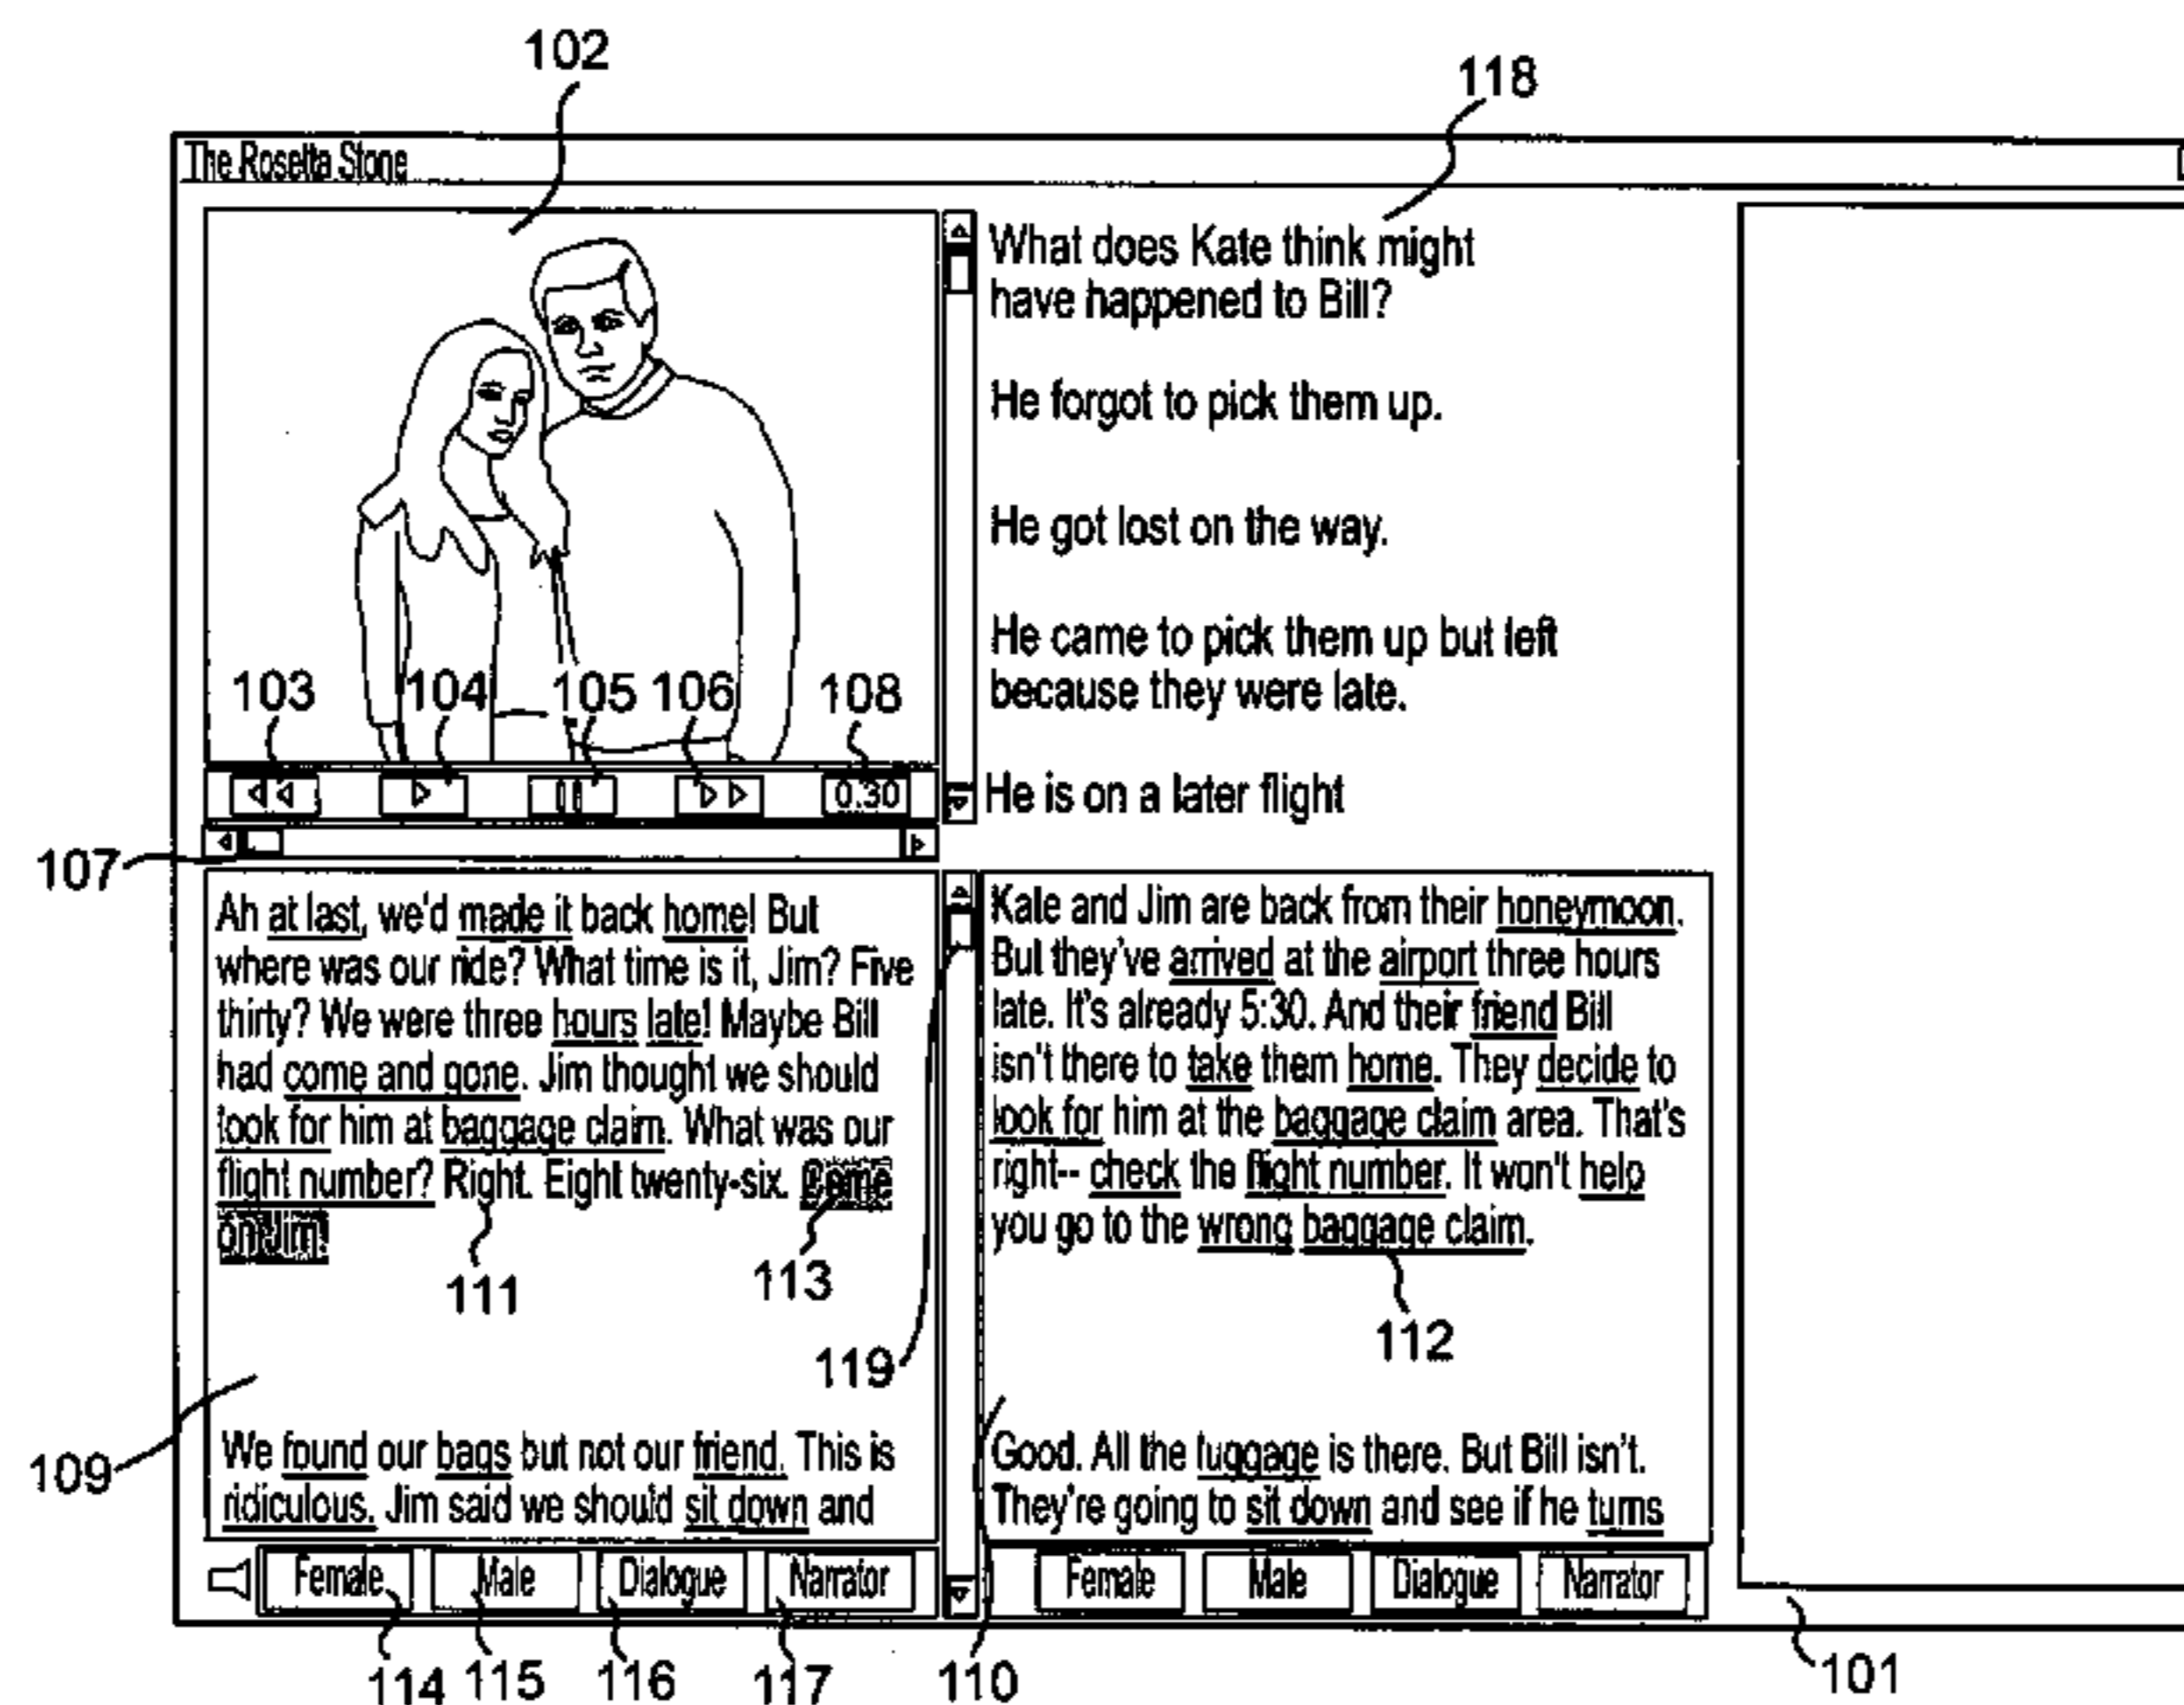 102
118
The Rosetta Stone
What does Kate think might
have happened to Bill?
He forgot to pick them up.
He got lost on the way.
He came to pick them up but left
because they were late.
He is on a later flight
103
104
105
106
108
0.30
107
Ah at last, we'd made it back home! But
where was our ride? What time is it, Jim? Five
thirty? We were three hours late! Maybe Bill
had come and gone. Jim thought we should
look for him at baggage claim. What was our
flight number? Right. Eight twenty-six. Come
on Jim!
111
113
119
109
We found our bags but not our friend. This is
ridiculous. Jim said we should sit down and
Female
Male
Dialogue
Narrator
114
115
116
117
Kate and Jim are back from their honeymoon.
But they've arrived at the airport three hours
late. It's already 5:30. And their friend Bill
isn't there to take them home. They decide to
look for him at the baggage claim area. That's
right-- check the flight number. It won't help
you go to the wrong baggage claim.
112
Good. All the luggage is there. But Bill isn't.
They're going to sit down and see if he turns
Female
Male
Dialogue
Narrator
110
101